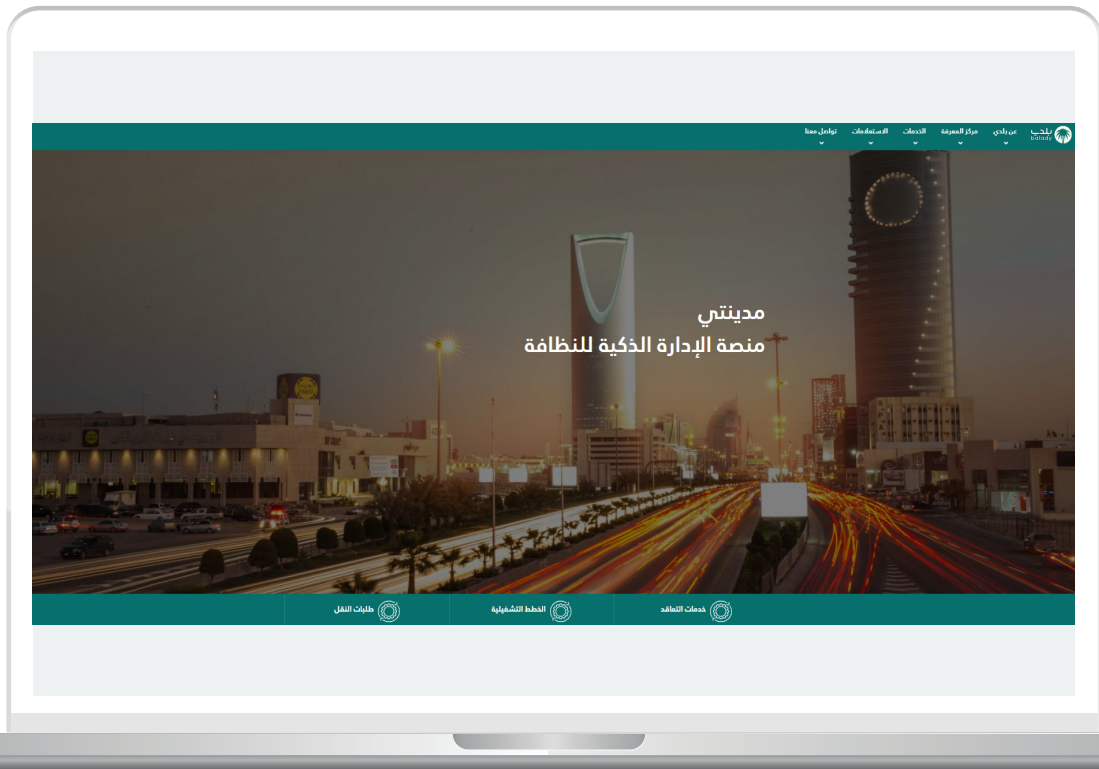 بلدي
balady
عن بلدي
مركز المعرفة
الخدمات
الاستعلامات
تواصل معنا
مدينتي
منصة الإدارة الذكية للنظافة
خدمات التعاقد
الخطط التشغيلية
طلبات النقل